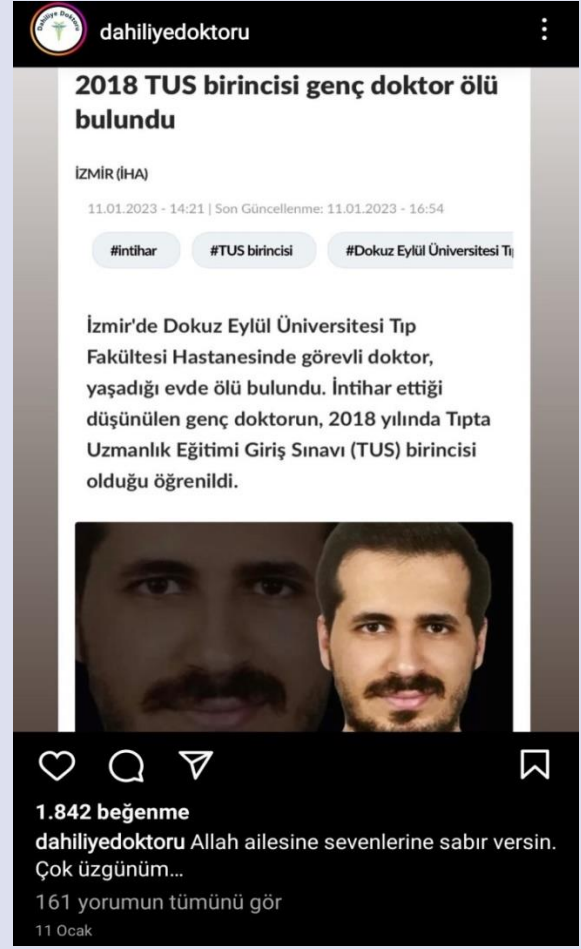 Dahiliye Doktoru
dahiliyedoktoru
2018 TUS birincisi genç doktor ölü
bulundu
İZMİR (İHA)
11.01.2023 - 14:21 | Son Güncellenme: 11.01.2023 - 16:54
#intihar #TUS birincisi #Dokuz Eylül Üniversitesi Tı
İzmir'de Dokuz Eylül Üniversitesi Tıp
Fakültesi Hastanesinde görevli doktor,
yaşadığı evde ölü bulundu. İntihar ettiği
düşünülen genç doktorun, 2018 yılında Tıpta
Uzmanlık Eğitimi Giriş Sınavı (TUS) birincisi
olduğu öğrenildi.
1.842 beğenme
dahiliyedoktoru Allah ailesine sevenlerine sabır versin.
Çok üzgünüm...
161 yorumun tümünü gör
11 Ocak